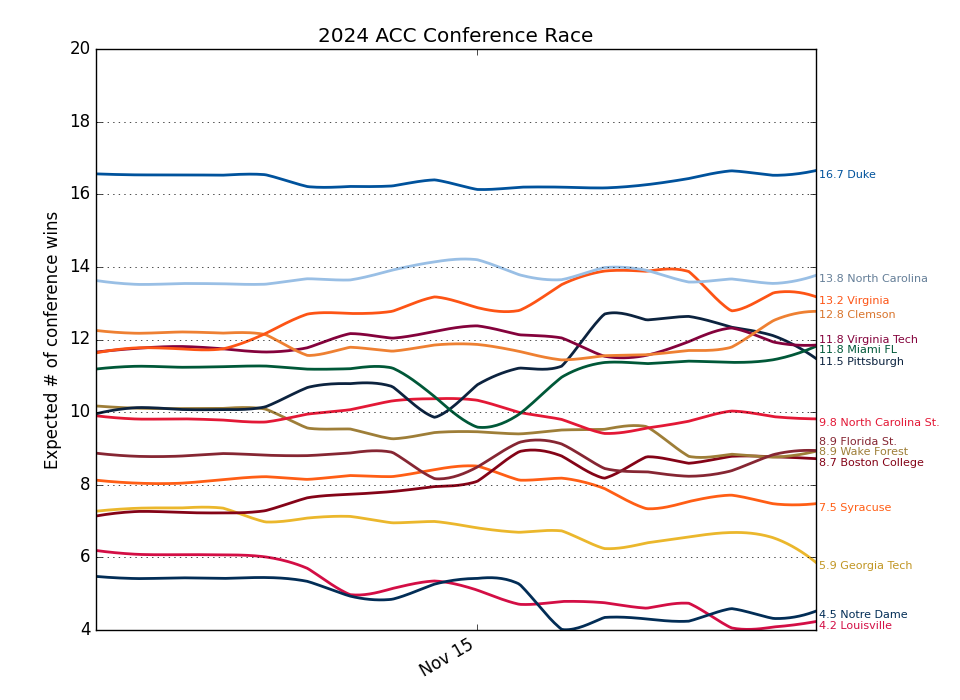 2024 ACC Conference Race
Expected # of conference wins
20
18
16
14
12
10
8
6
4
Nov 15
16.7 Duke
13.8 North Carolina
13.2 Virginia
12.8 Clemson
11.8 Virginia Tech
11.8 Miami FL
11.5 Pittsburgh
9.8 North Carolina St.
8.9 Florida St.
8.9 Wake Forest
8.7 Boston College
7.5 Syracuse
5.9 Georgia Tech
4.5 Notre Dame
4.2 Louisville